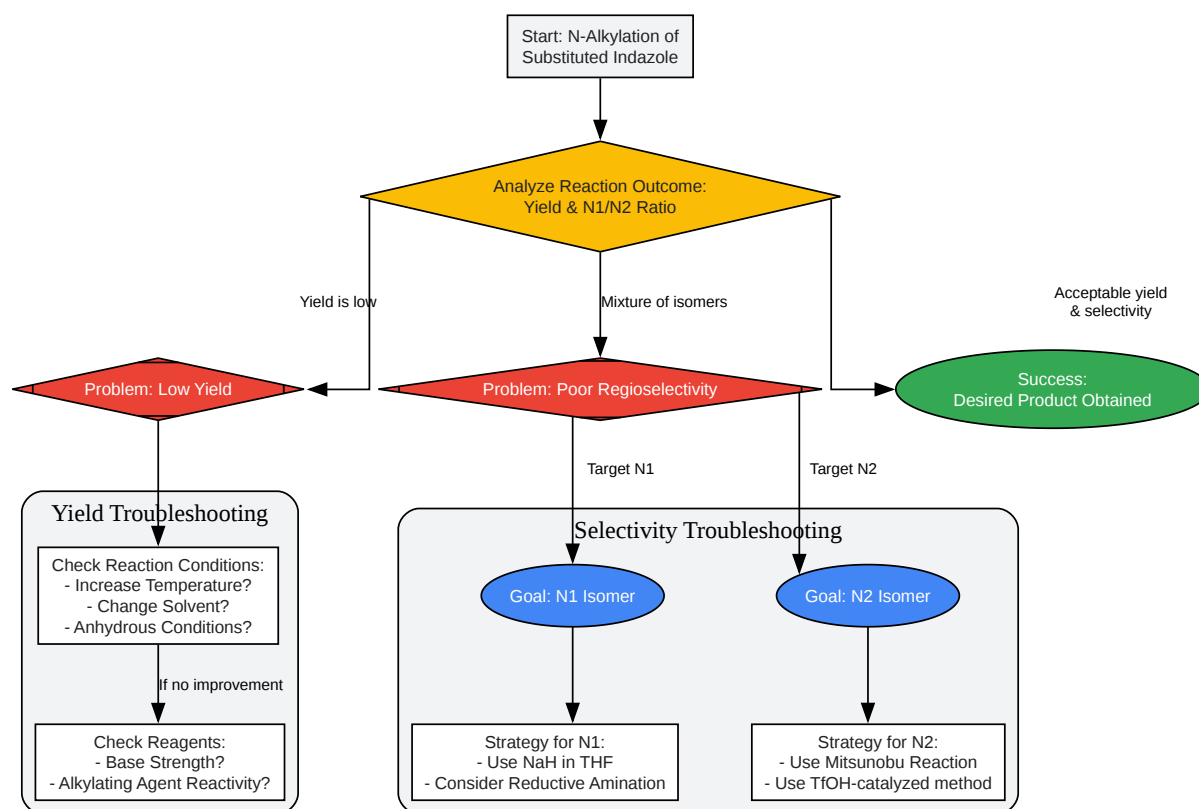 Start: N-Alkylation of
Substituted Indazole
Analyze Reaction Outcome:
Yield & N1/N2 Ratio
Yield is low
Mixture of isomers
Acceptable yield
& selectivity
Problem: Low Yield
Problem: Poor Regioselectivity
Success:
Desired Product Obtained
Target N1
Target N2
Yield Troubleshooting
Check Reaction Conditions:
- Increase Temperature?
- Change Solvent?
- Anhydrous Conditions?
If no improvement
Check Reagents:
- Base Strength?
- Alkylating Agent Reactivity?
Selectivity Troubleshooting
Goal: N1 Isomer
Goal: N2 Isomer
Strategy for N1:
- Use NaH in THF
- Consider Reductive Amination
Strategy for N2:
- Use Mitsunobu Reaction
- Use TfOH-catalyzed method